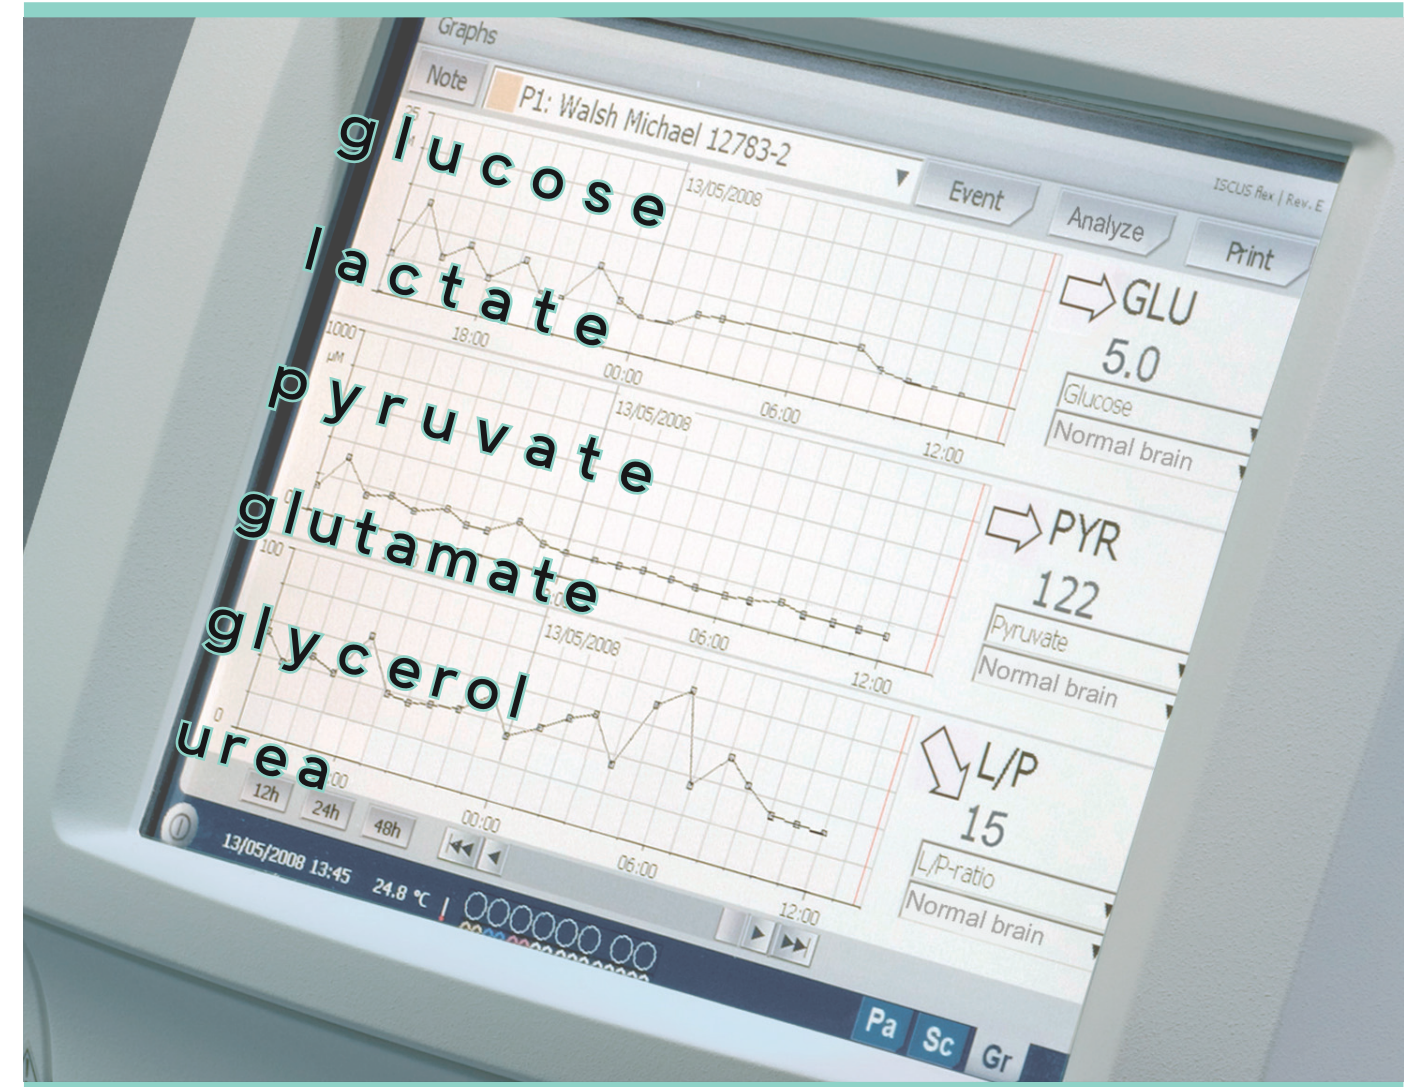 Graphs
Note
P1: Walsh Michael 12783-2
Event
Analyze
Print
ISCUS flex | Rev. E
glucose
lactate
pyruvate
glutamate
glycerol
urea
25
13/05/2008
18:00
00:00
06:00
12:00
GLU
5.0
Glucose
Normal brain
1000
µM
0
13/05/2008
06:00
12:00
PYR
122
Pyruvate
Normal brain
100
0
13/05/2008
00:00
06:00
12:00
L/P
15
L/P-ratio
Normal brain
12h
24h
48h
13/05/2008 13:45
24.8 °C
Pa
Sc
Gr